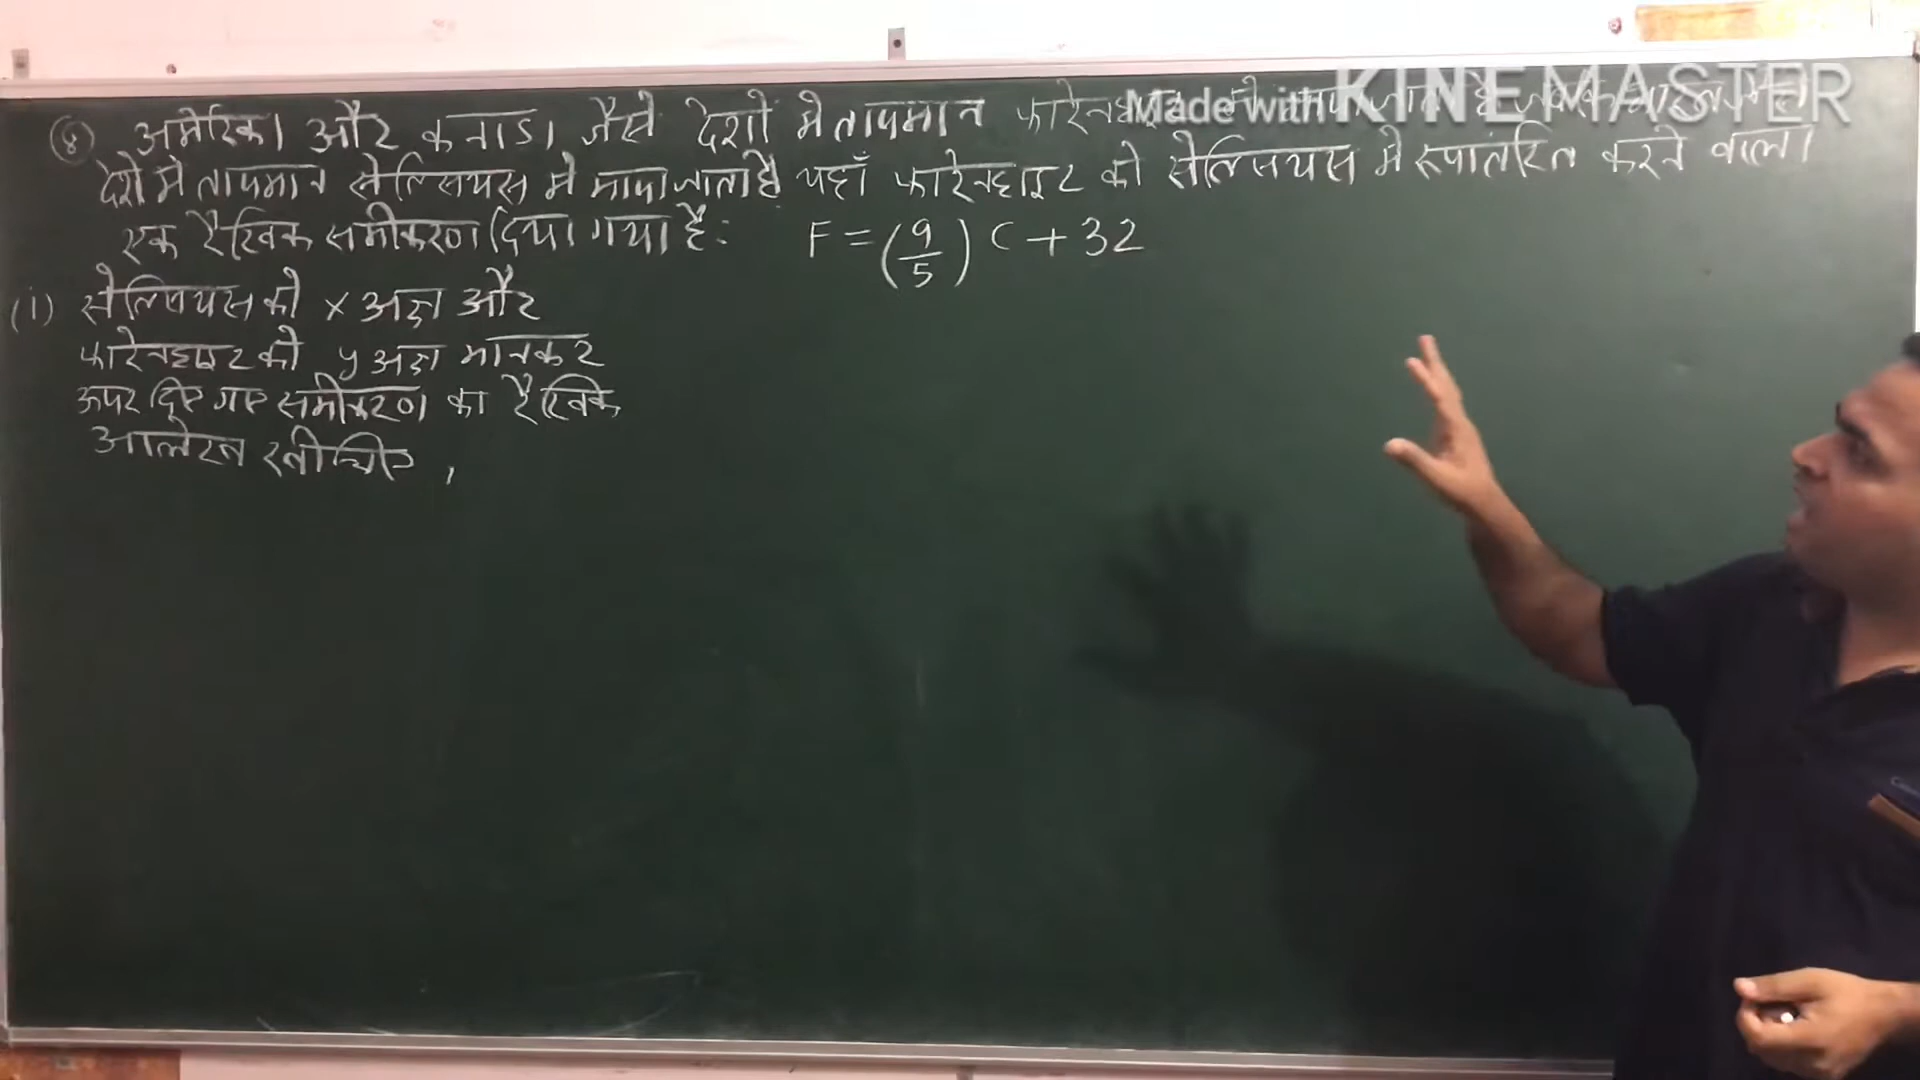 (8) अमेरिका और कनाडा जैसे देशों मे तापमान फारेनहाइट
Made with KINEMASTER
देशों मे तापमान सेल्सियस मे मापा जाता है यहाँ फारेनहाइट को सेल्सियस मे रूपांतरित करने वाला
एक रैखिक समीकरण दिया गया है: F = (9/5) C + 32
(i) सेल्सियस को x अक्ष और
फारेनहाइट को y अक्ष मानकर
ऊपर दिए गए समीकरण का रैखिक
आलेख खीचिए ,